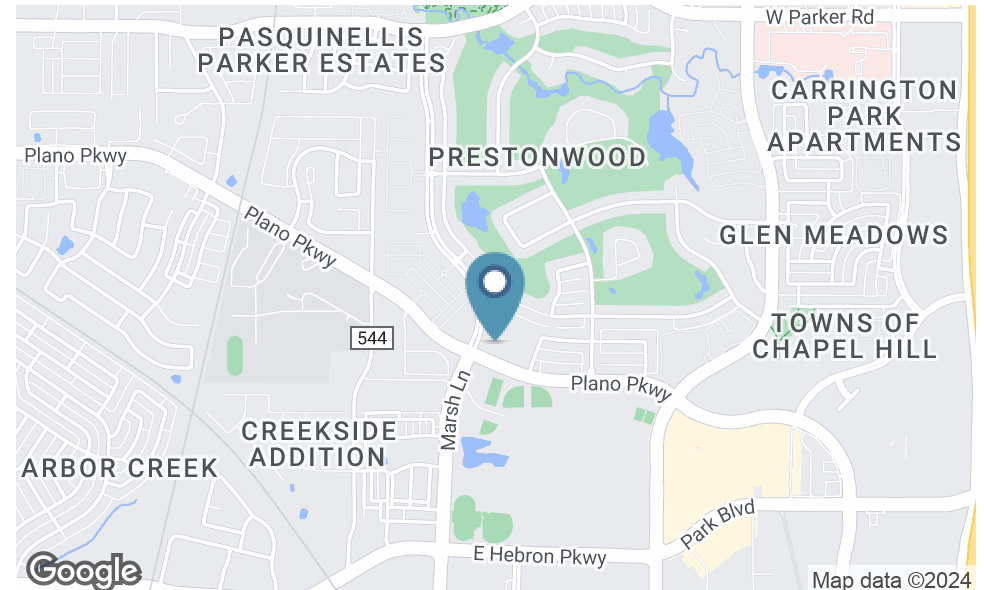 W Parker Rd
PASQUINELLIS
PARKER ESTATES
CARRINGTON
PARK
APARTMENTS
Plano Pkwy
PRESTONWOOD
Plano Pkwy
GLEN MEADOWS
544
TOWNS OF
CHAPEL HILL
Plano Pkwy
Marsh Ln
CREEKSIDE
ADDITION
ARBOR CREEK
Park Blvd
E Hebron Pkwy
Google
Map data ©2024